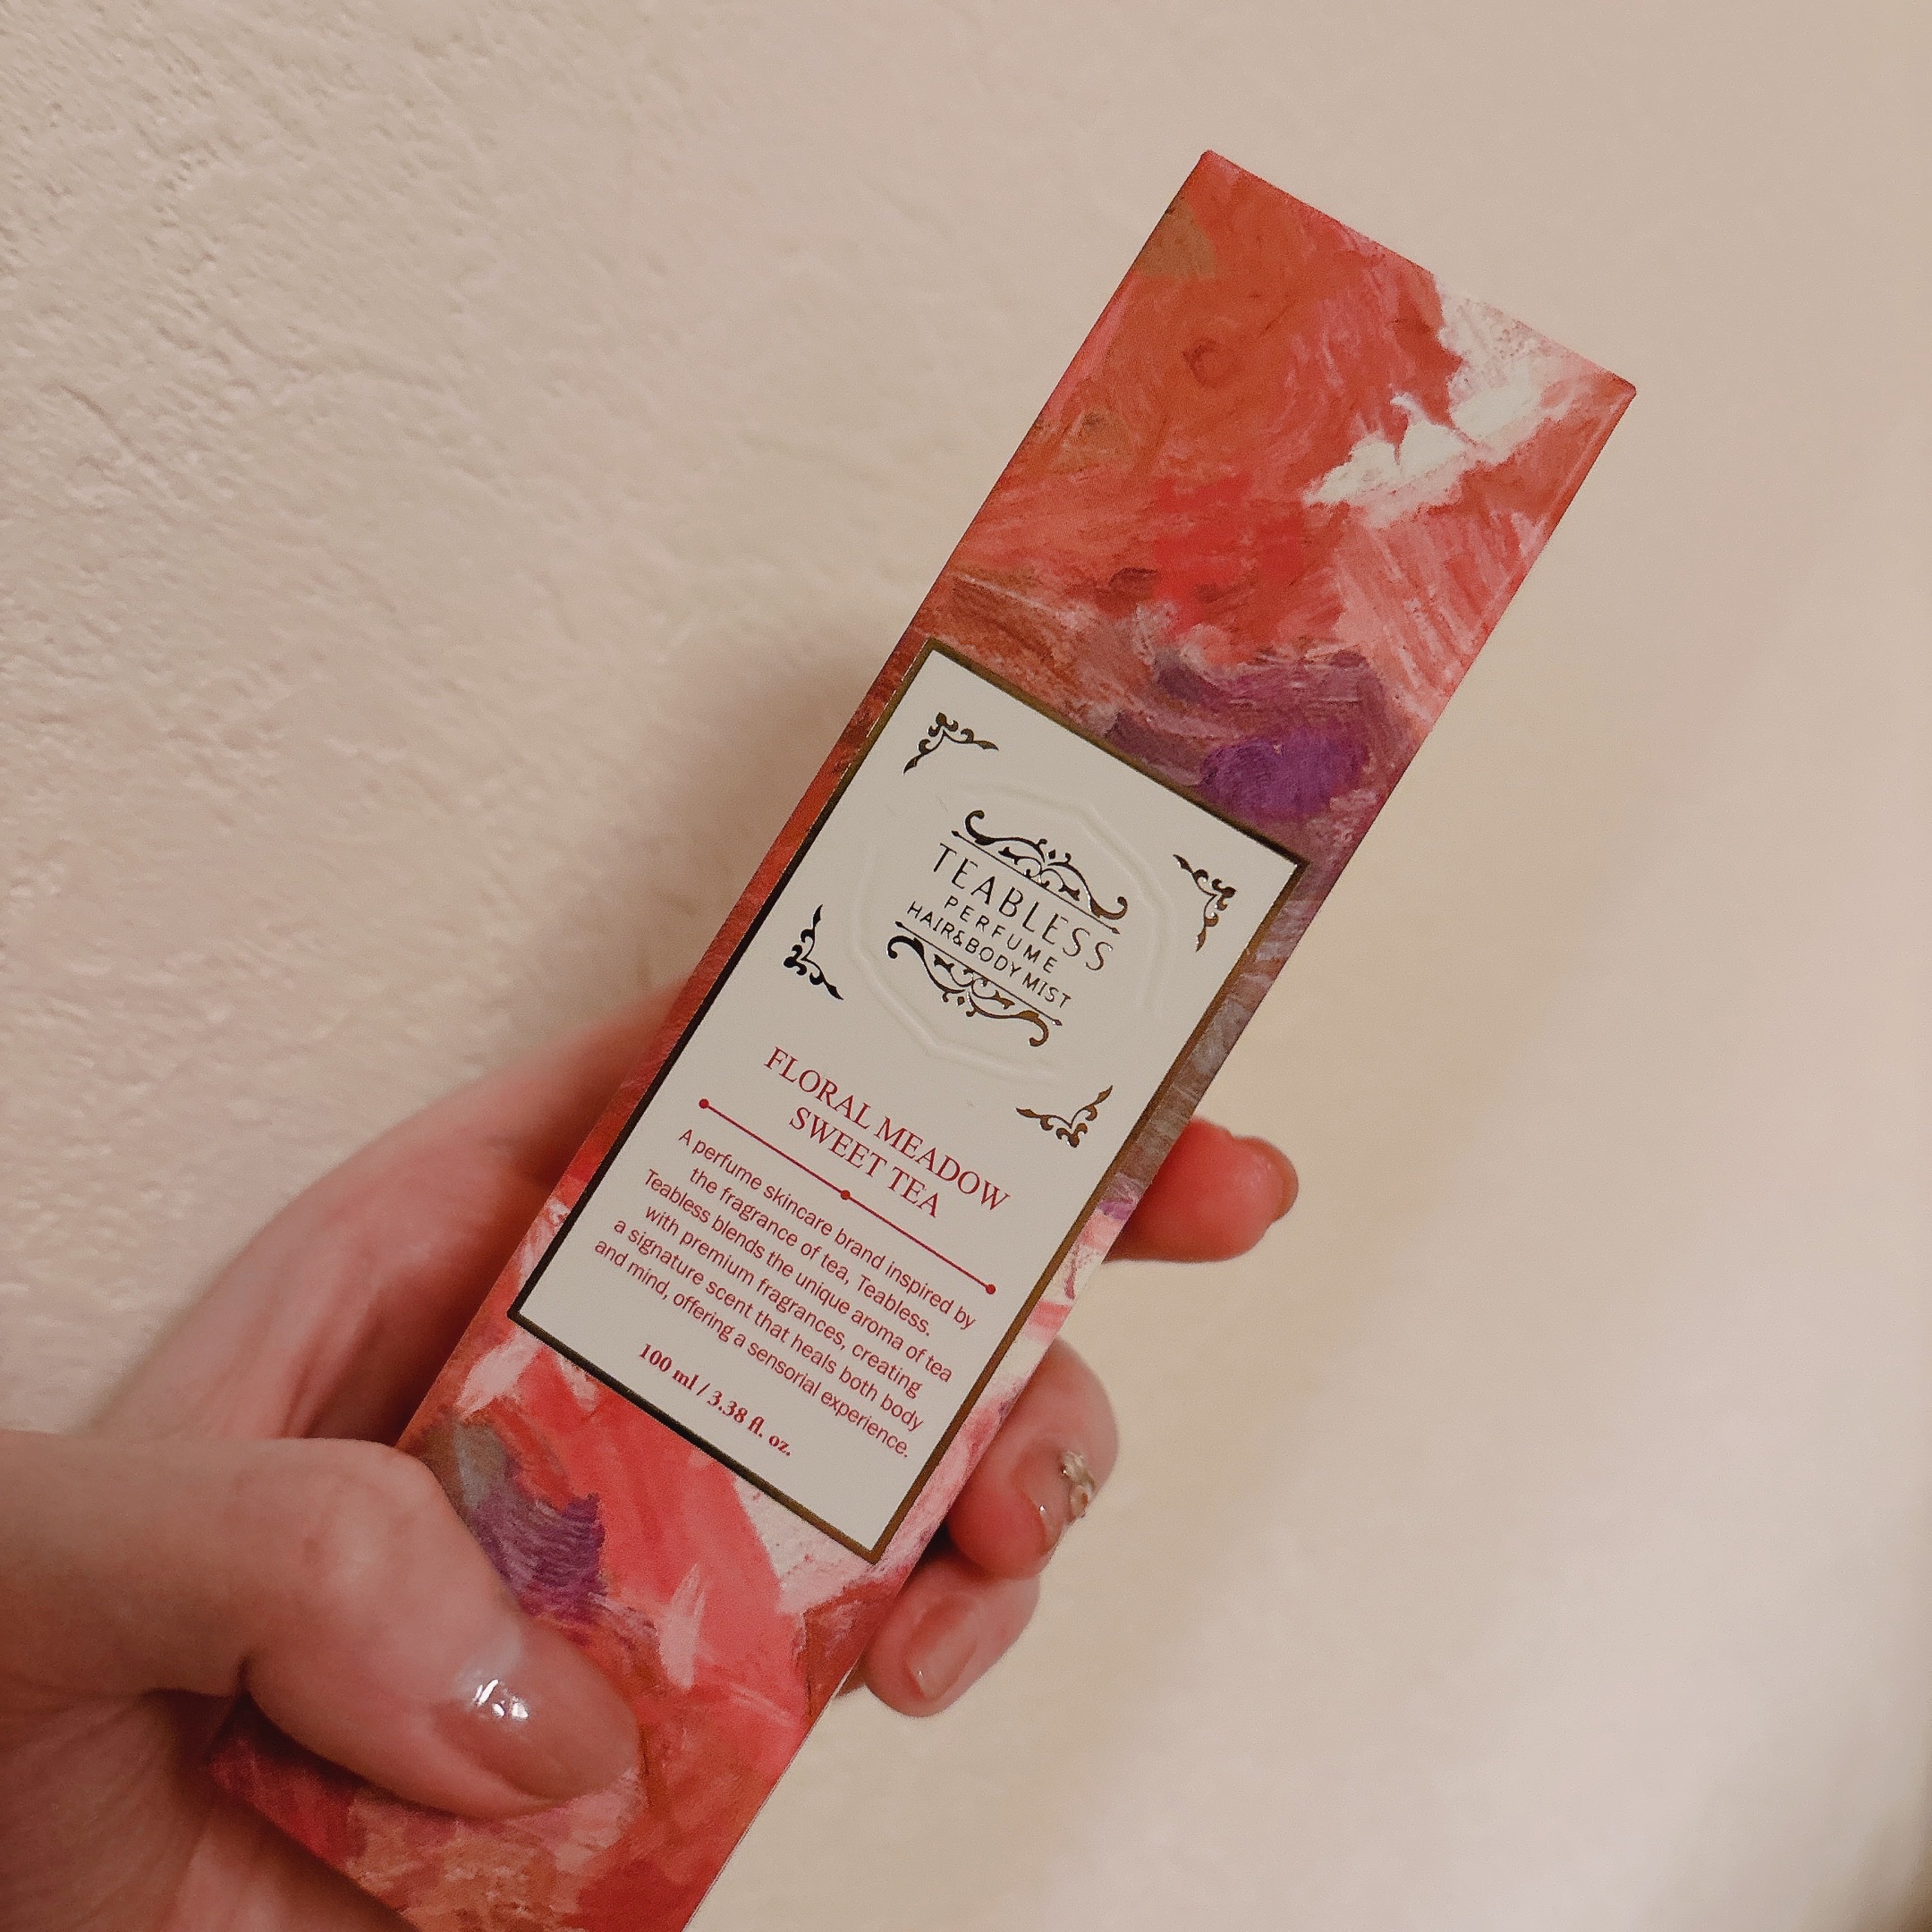 TEABLESS
PERFUME
HAIR&BODY MIST
FLORAL MEADOW
SWEET TEA
A perfume skincare brand inspired by
the fragrance of tea, Teabless.
Teabless blends the unique aroma of tea
with premium fragrances, creating
a signature scent that heals both body
and mind, offering a sensorial experience.
100 ml / 3.38 fl. oz.